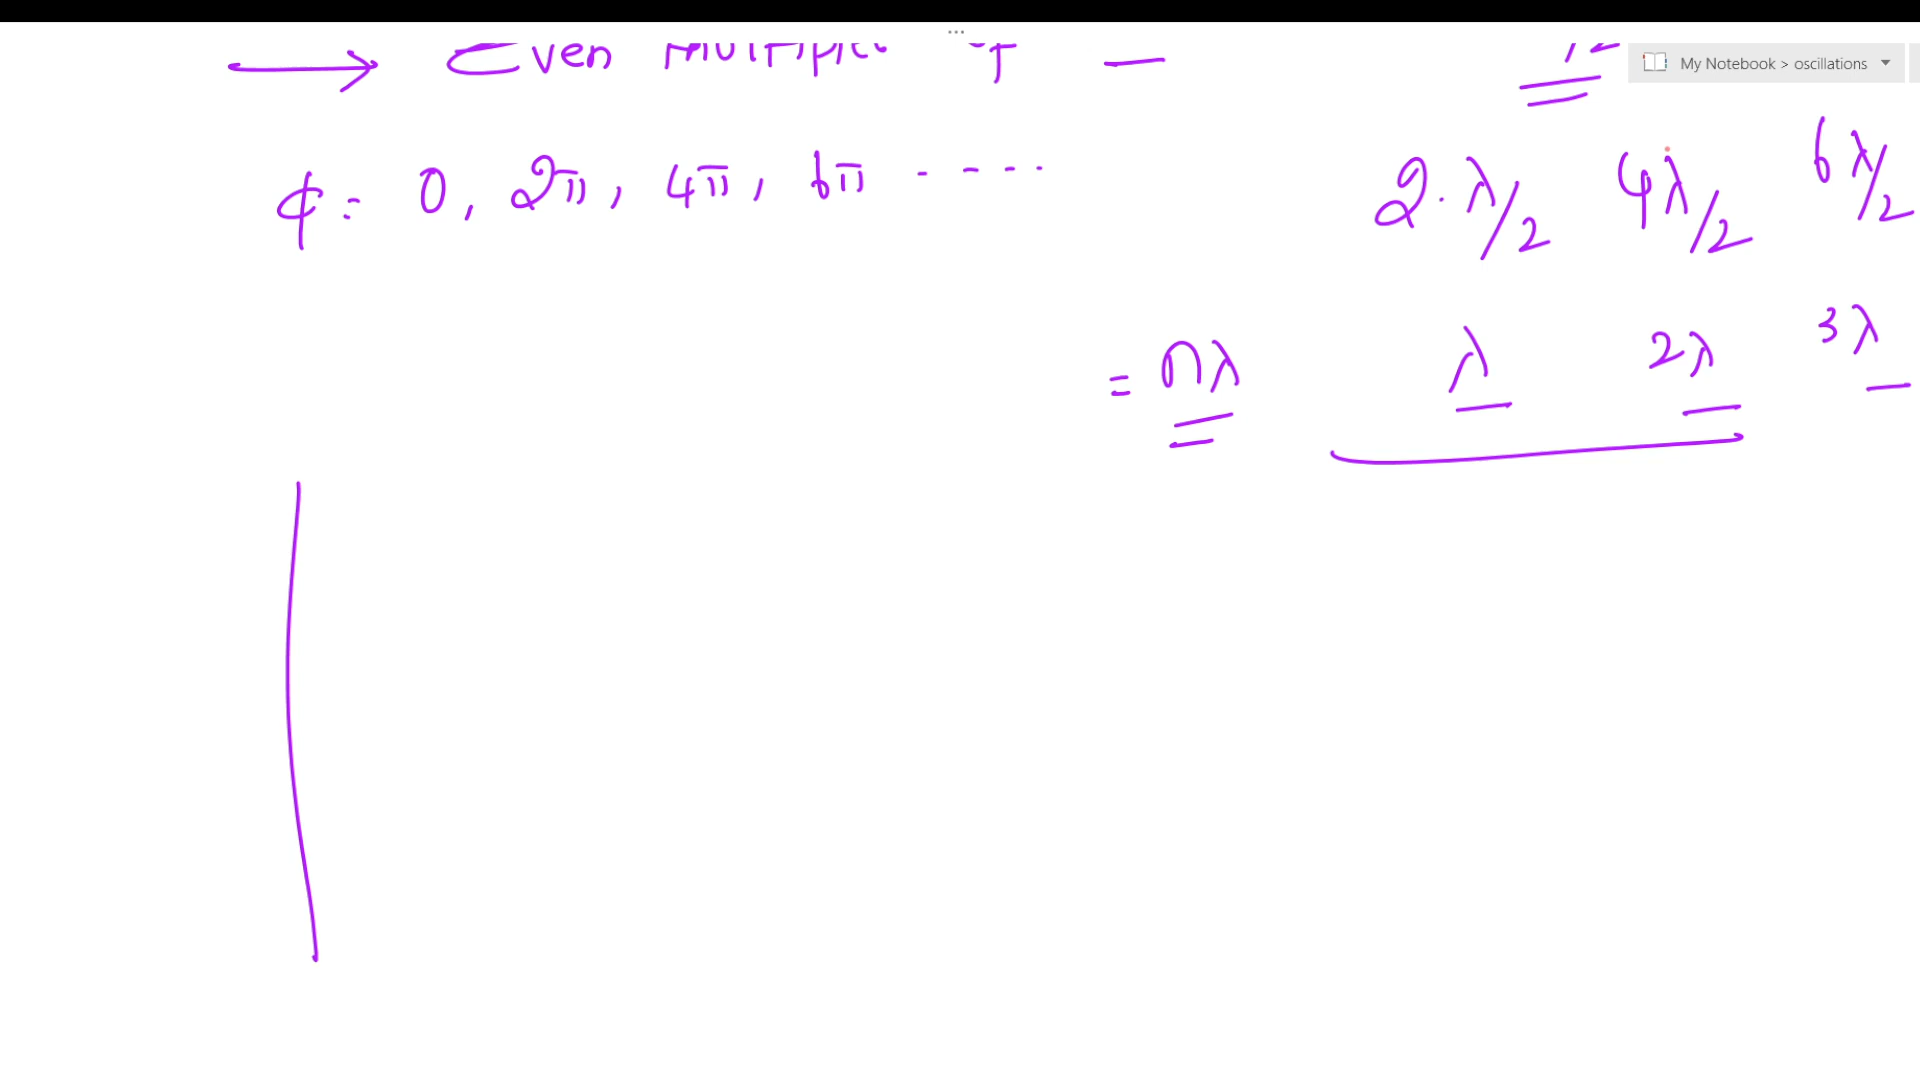 → Even multiple of —
My Notebook > oscillations
ϕ = 0, 2π, 4π, 6π - - - -
2·λ/2 4λ/2 6λ/2
= nλ λ 2λ 3λ